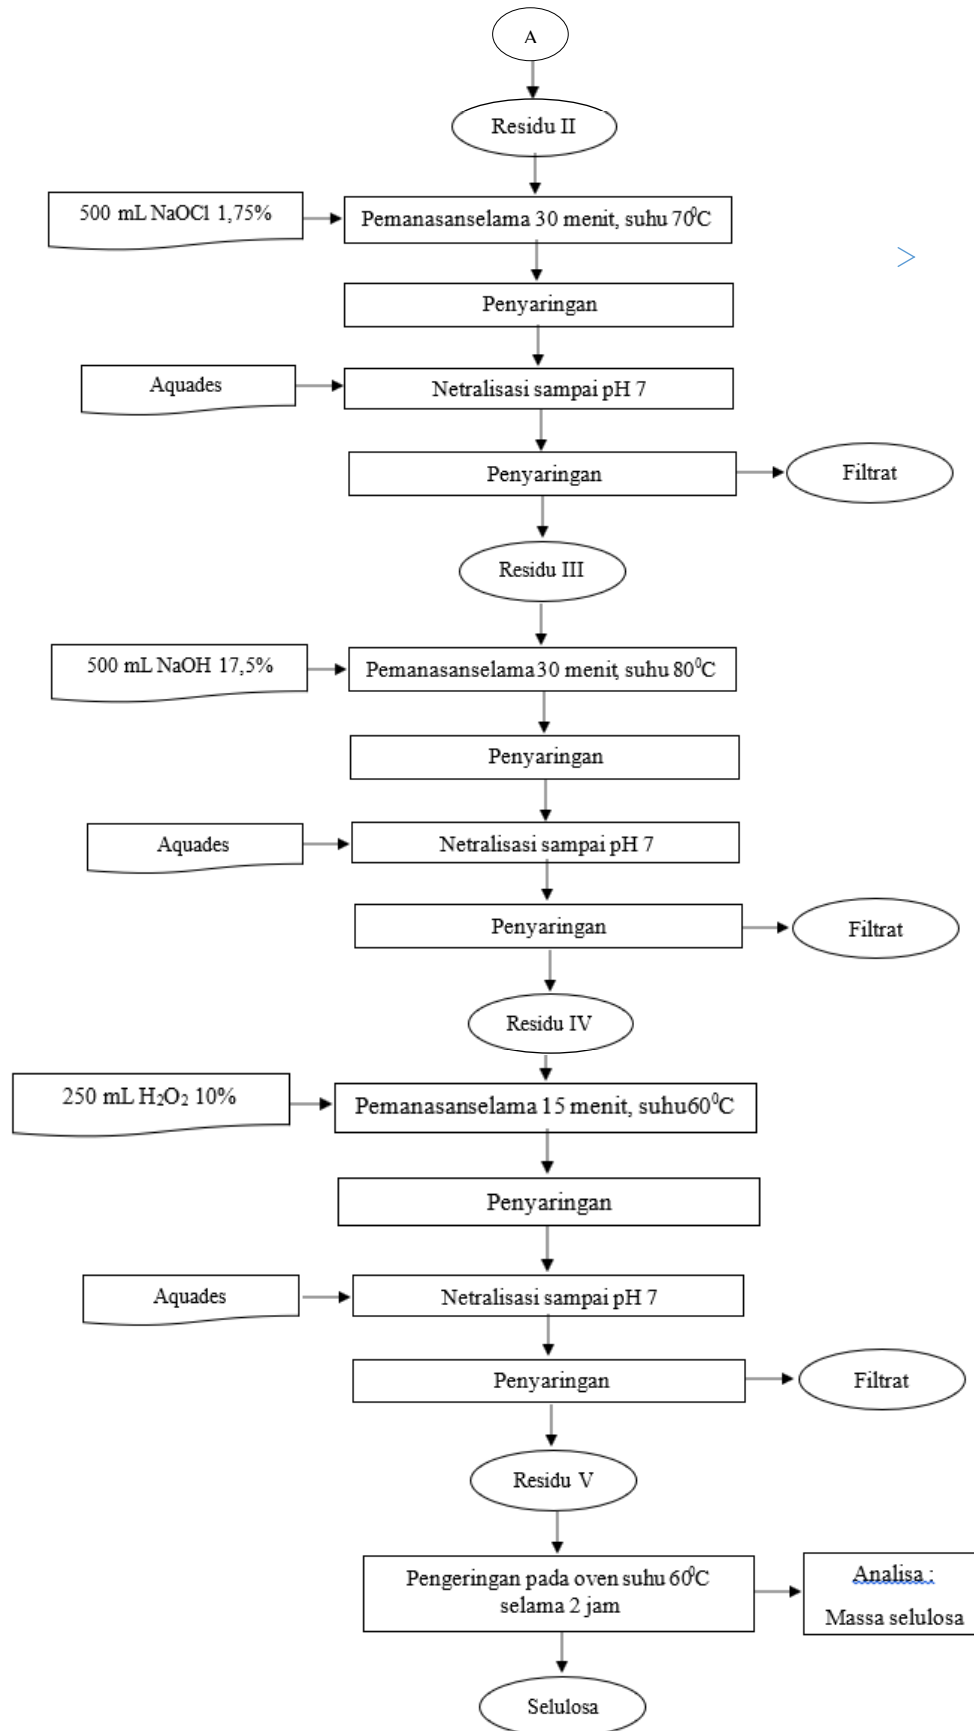 A
Residu II
500 mL NaOCl 1,75%
Pemanasanselama 30 menit, suhu 70⁰C
>
Penyaringan
Aquades
Netralisasi sampai pH 7
Penyaringan
Filtrat
Residu III
500 mL NaOH 17,5%
Pemanasanselama 30 menit, suhu 80⁰C
Penyaringan
Aquades
Netralisasi sampai pH 7
Penyaringan
Filtrat
Residu IV
250 mL H₂O₂ 10%
Pemanasanselama 15 menit, suhu60⁰C
Penyaringan
Aquades
Netralisasi sampai pH 7
Penyaringan
Filtrat
Residu V
Pengeringan pada oven suhu 60⁰C
selama 2 jam
Analisa :
Massa selulosa
Selulosa